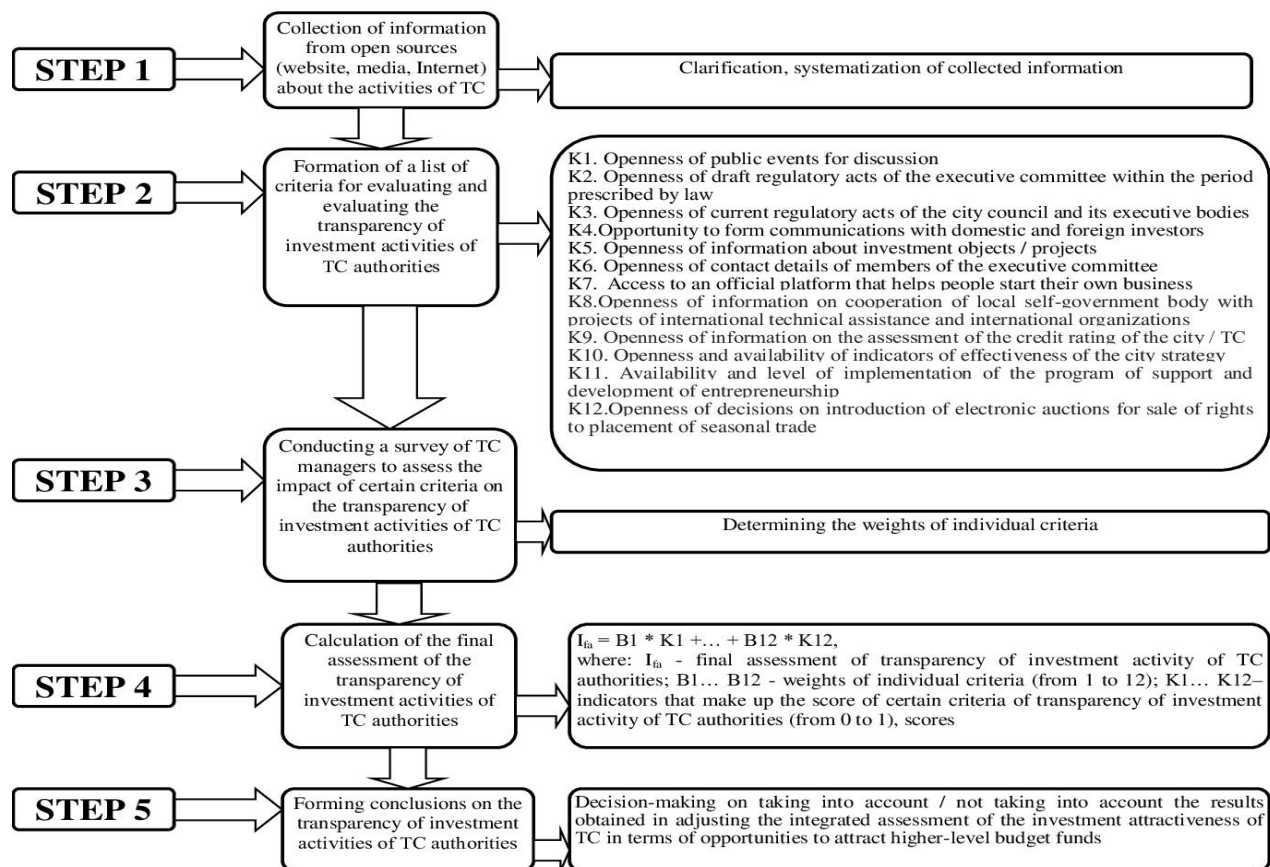 STEP 1
Collection of information
from open sources
(website, media, Internet)
about the activities of TC
Clarification, systematization of collected information
STEP 2
Formation of a list of
criteria for evaluating and
evaluating the
transparency of
investment activities of
TC authorities
K1. Openness of public events for discussion
K2. Openness of draft regulatory acts of the executive committee within the period
prescribed by law
K3. Openness of current regulatory acts of the city council and its executive bodies
K4.Opportunity to form communications with domestic and foreign investors
K5. Openness of information about investment objects / projects
K6. Openness of contact details of members of the executive committee
K7. Access to an official platform that helps people start their own business
K8.Openness of information on cooperation of local self-government body with
projects of international technical assistance and international organizations
K9. Openness of information on the assessment of the credit rating of the city / TC
K10. Openness and availability of indicators of effectiveness of the city strategy
K11. Availability and level of implementation of the program of support and
development of entrepreneurship
K12.Openness of decisions on introduction of electronic auctions for sale of rights
to placement of seasonal trade
STEP 3
Conducting a survey of TC
managers to assess the
impact of certain criteria on
the transparency of
investment activities of TC
authorities
Determining the weights of individual criteria
STEP 4
Calculation of the final
assessment of the
transparency of
investment activities of
TC authorities
I_fa = B1 * K1 +… + B12 * K12,
where: I_fa - final assessment of transparency of investment activity of TC
authorities; B1… B12 - weights of individual criteria (from 1 to 12); K1… K12–
indicators that make up the score of certain criteria of transparency of investment
activity of TC authorities (from 0 to 1), scores
STEP 5
Forming conclusions on the
transparency of investment
activities of TC authorities
Decision-making on taking into account / not taking into account the results
obtained in adjusting the integrated assessment of the investment attractiveness of
TC in terms of opportunities to attract higher-level budget funds